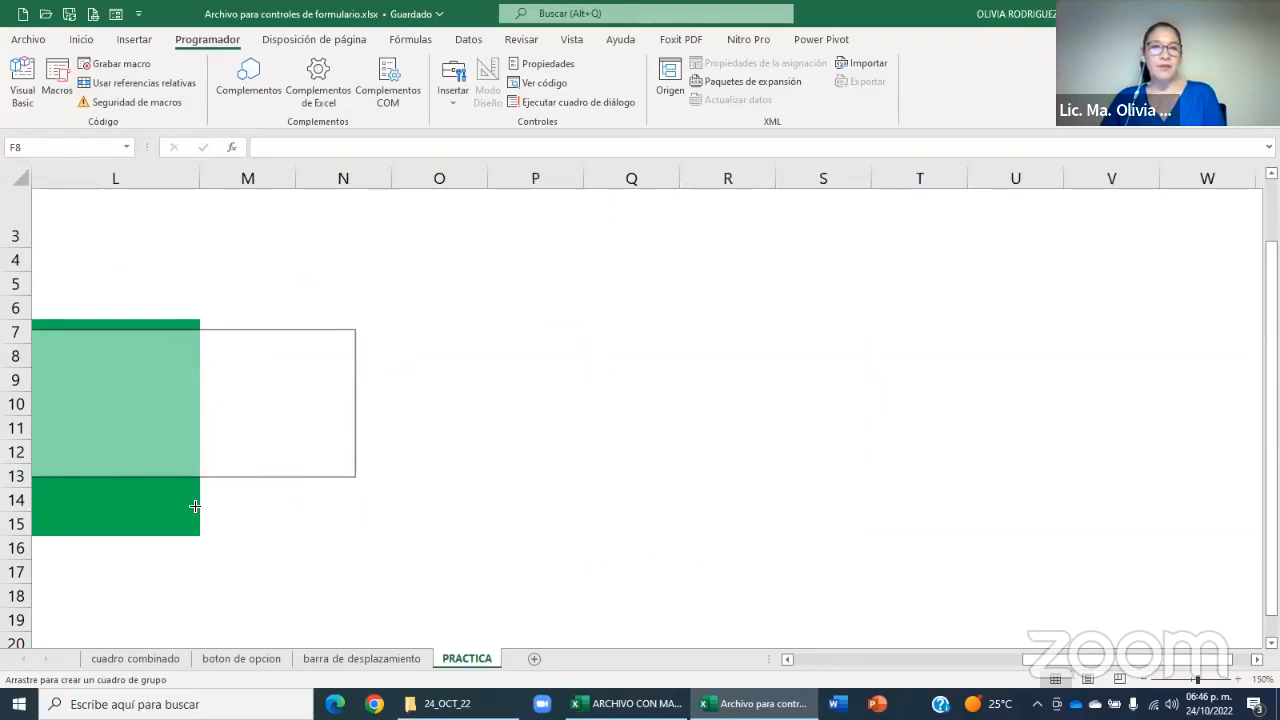 Archivo para controles de formulario.xlsx • Guardado
Buscar (Alt+Q)
OLIVIA RODRIGUEZ
Archivo
Inicio
Insertar
Programador
Disposición de página
Fórmulas
Datos
Revisar
Vista
Ayuda
Foxit PDF
Nitro Pro
Power Pivot
Visual Basic
Macros
Grabar macro
Usar referencias relativas
Seguridad de macros
Código
Complementos
Complementos de Excel
Complementos COM
Complementos
Insertar
Modo Diseño
Propiedades
Ver código
Ejecutar cuadro de diálogo
Controles
Origen
Propiedades de la asignación
Paquetes de expansión
Actualizar datos
Importar
Exportar
XML
Lic. Ma. Olivia ...
F8
fx
L M N O P Q R S T U V W
3
4
5
6
7
8
9
10
11
12
13
14
15
16
17
18
19
20
zoom
cuadro combinado
boton de opcion
barra de desplazamiento
PRACTICA
Arrastre para crear un cuadro de grupo
150%
Escribe aquí para buscar
24_OCT_22
ARCHIVO CON MA...
Archivo para contr...
25°C
06:46 p. m.
24/10/2022